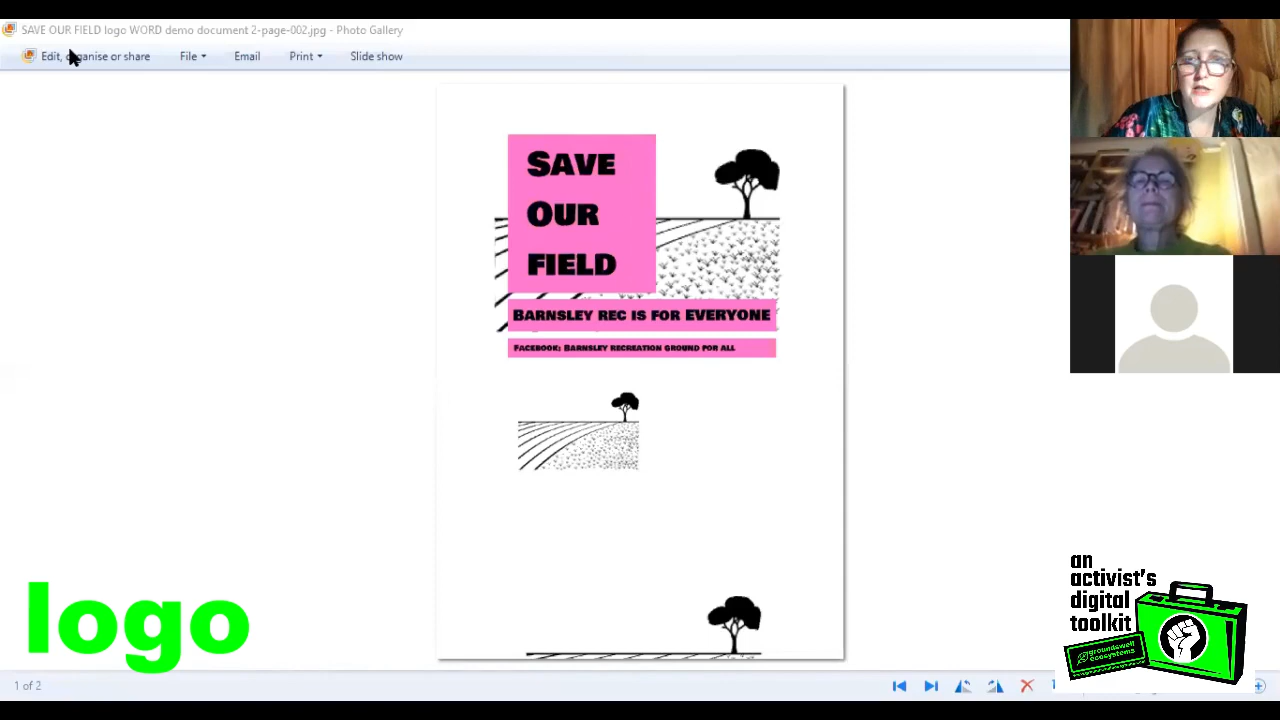 SAVE OUR FIELD logo WORD demo document 2-page-002.jpg - Photo Gallery
Edit, organise or share File Email Print Slide show
SAVE
OUR
FIELD
BARNSLEY REC IS FOR EVERYONE
FACEBOOK: BARNSLEY RECREATION GROUND FOR ALL
logo
an
activist's
digital
toolkit
groundswell
ecosystems
1 of 2